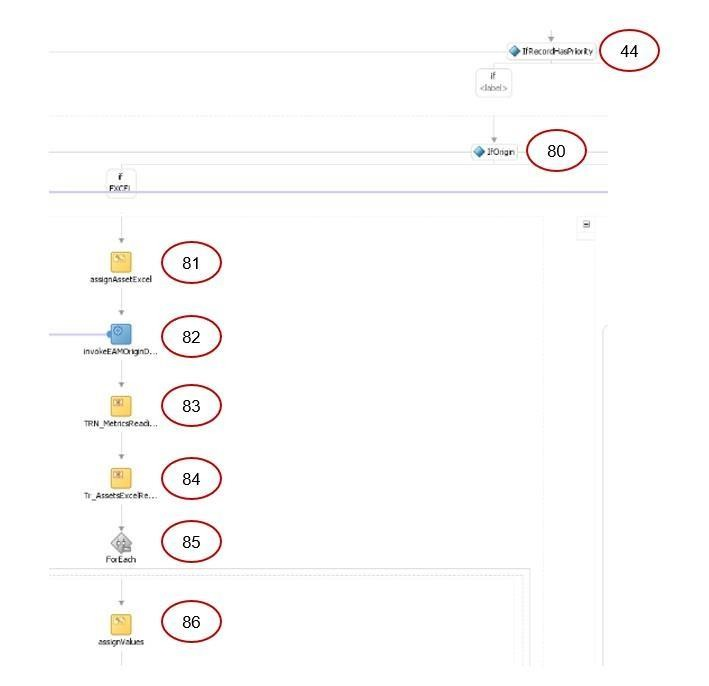 IfRecordHasPriority
44
if
<label>
IfOrigin
80
if
EXCEL
81
assignAssetExcel
82
invokeEAMOriginD...
83
TRN_MetricsReadi...
84
Tr_AssetsExcelRe...
85
ForEach
86
assignValues